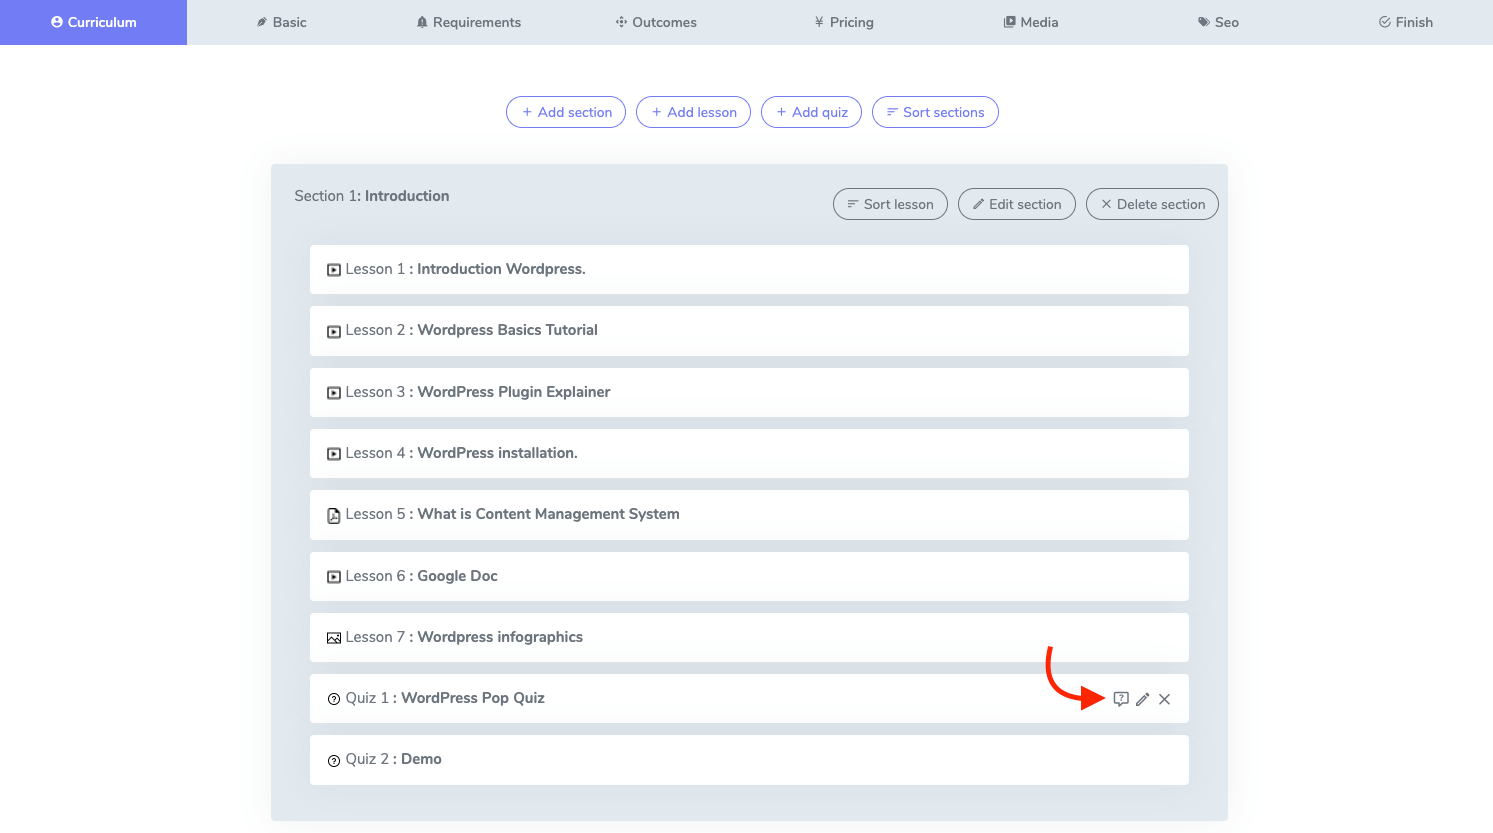 Curriculum Basic Requirements Outcomes ¥ Pricing Media Seo Finish
+ Add section + Add lesson + Add quiz Sort sections
Section 1: Introduction
Sort lesson Edit section × Delete section
Lesson 1 : Introduction Wordpress.
Lesson 2 : Wordpress Basics Tutorial
Lesson 3 : WordPress Plugin Explainer
Lesson 4 : WordPress installation.
Lesson 5 : What is Content Management System
Lesson 6 : Google Doc
Lesson 7 : Wordpress infographics
Quiz 1 : WordPress Pop Quiz
Quiz 2 : Demo